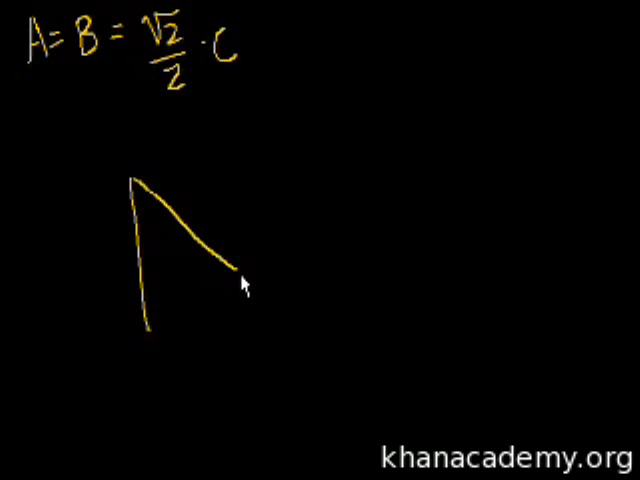 A = B = √2/2 · C
khanacademy.org